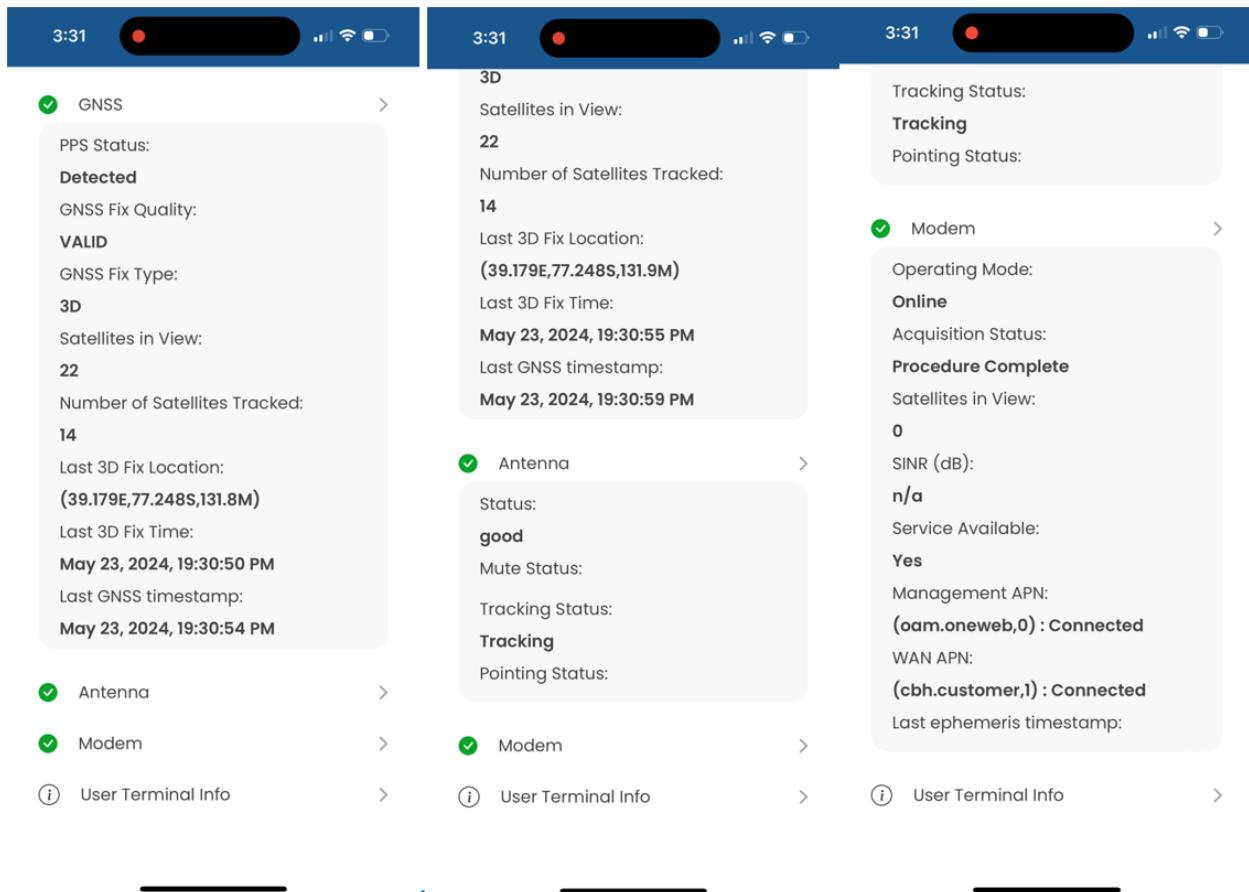 3:31
GNSS
PPS Status:
Detected
GNSS Fix Quality:
VALID
GNSS Fix Type:
3D
Satellites in View:
22
Number of Satellites Tracked:
14
Last 3D Fix Location:
(39.179E,77.248S,131.8M)
Last 3D Fix Time:
May 23, 2024, 19:30:50 PM
Last GNSS timestamp:
May 23, 2024, 19:30:54 PM
Antenna
Modem
User Terminal Info
3:31
3D
Satellites in View:
22
Number of Satellites Tracked:
14
Last 3D Fix Location:
(39.179E,77.248S,131.9M)
Last 3D Fix Time:
May 23, 2024, 19:30:55 PM
Last GNSS timestamp:
May 23, 2024, 19:30:59 PM
Antenna
Status:
good
Mute Status:
Tracking Status:
Tracking
Pointing Status:
Modem
User Terminal Info
3:31
Tracking Status:
Tracking
Pointing Status:
Modem
Operating Mode:
Online
Acquisition Status:
Procedure Complete
Satellites in View:
0
SINR (dB):
n/a
Service Available:
Yes
Management APN:
(oam.oneweb,0) : Connected
WAN APN:
(cbh.customer,1) : Connected
Last ephemeris timestamp:
User Terminal Info